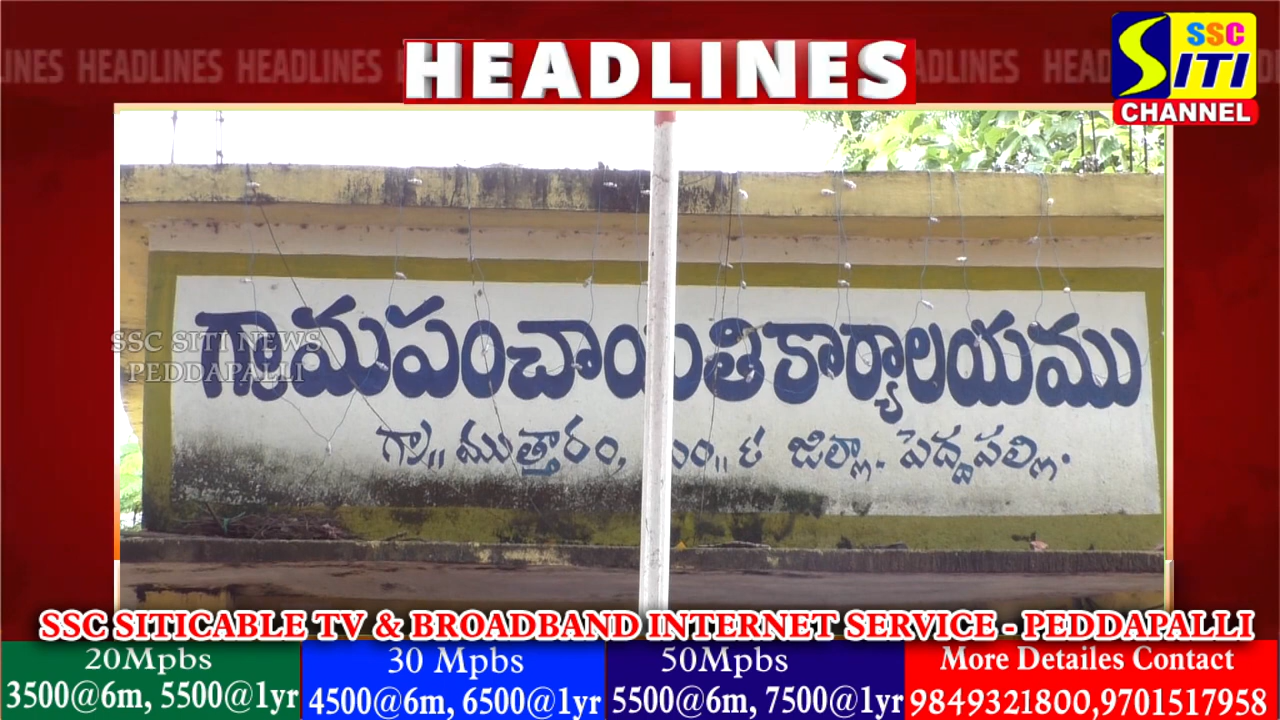 HEADLINES
SSC
SITI
CHANNEL
గ్రామపంచాయితి కార్యాలయము
SSC SITI NEWS
PEDDAPALLI
గ్రా,, ముత్తారం, జిల్లా. పెద్దపల్లి.
SSC SITICABLE TV & BROADBAND INTERNET SERVICE - PEDDAPALLI
20Mpbs 30 Mpbs 50Mpbs More Detailes Contact
3500@6m, 5500@1yr 4500@6m, 6500@1yr 5500@6m, 7500@1yr 9849321800,9701517958